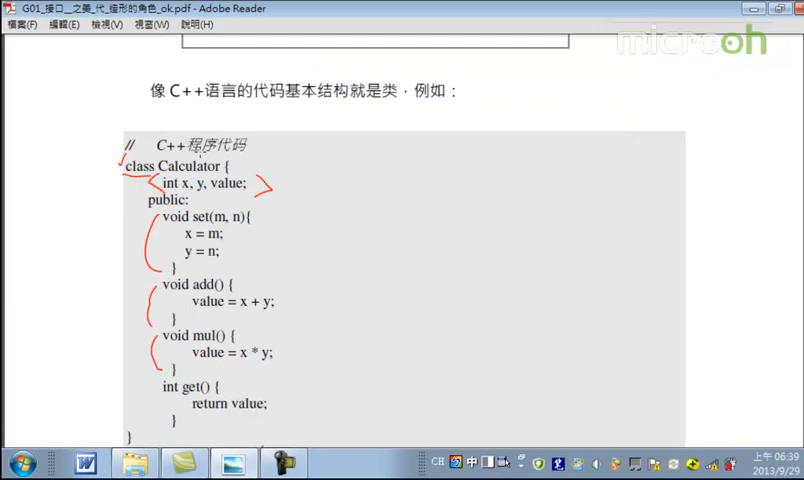 G01_接口__之美_代_造形的角色_ok.pdf - Adobe Reader
檔案(F) 編輯(E) 檢視(V) 視窗(W) 說明(H)
microoh
像 C++语言的代码基本结构就是类，例如：
// C++程序代码
class Calculator {
int x, y, value;
public:
void set(m, n){
x = m;
y = n;
}
void add() {
value = x + y;
}
void mul() {
value = x * y;
}
int get() {
return value;
}
}
CH 中 上午 06:39
2013/9/29